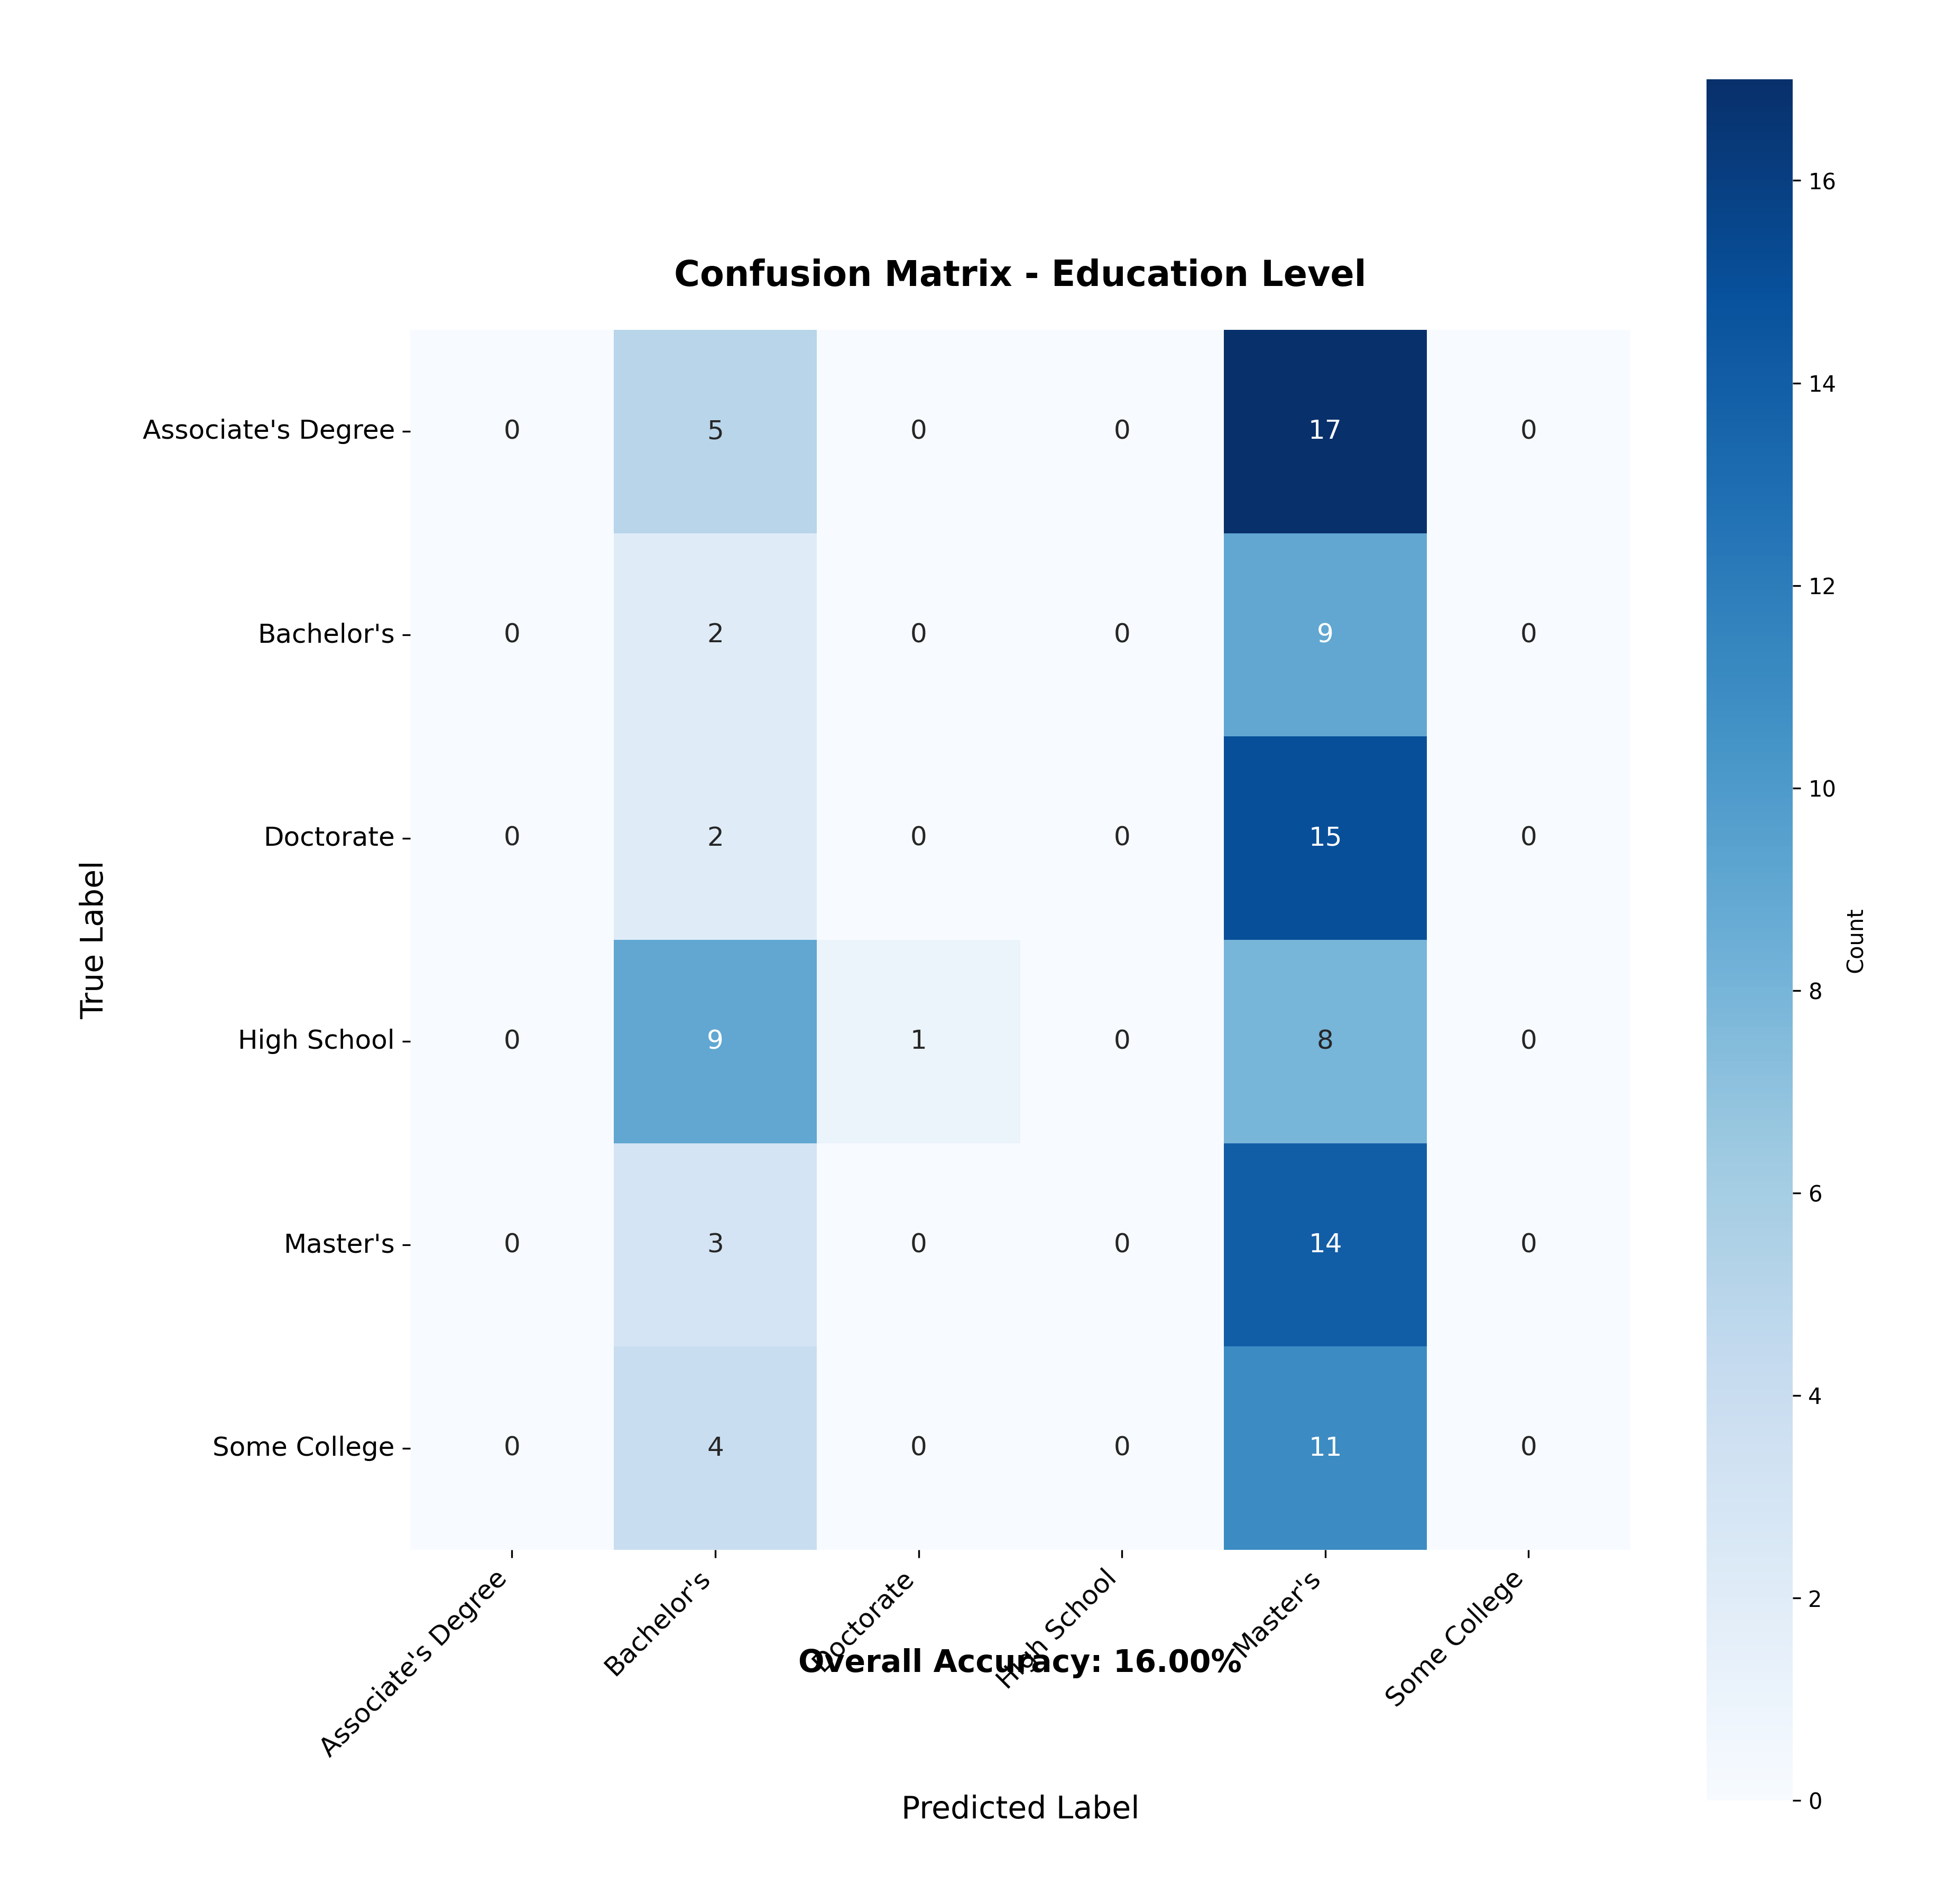 Confusion Matrix - Education Level
Associate's Degree 0 5 0 0 17 0
Bachelor's 0 2 0 0 9 0
Doctorate 0 2 0 0 15 0
High School 0 9 1 0 8 0
Master's 0 3 0 0 14 0
Some College 0 4 0 0 11 0
True Label
Associate's Degree
Bachelor's
Doctorate
High School
Master's
Some College
Overall Accuracy: 16.00%
Predicted Label
16
14
12
10
8
6
4
2
0
Count